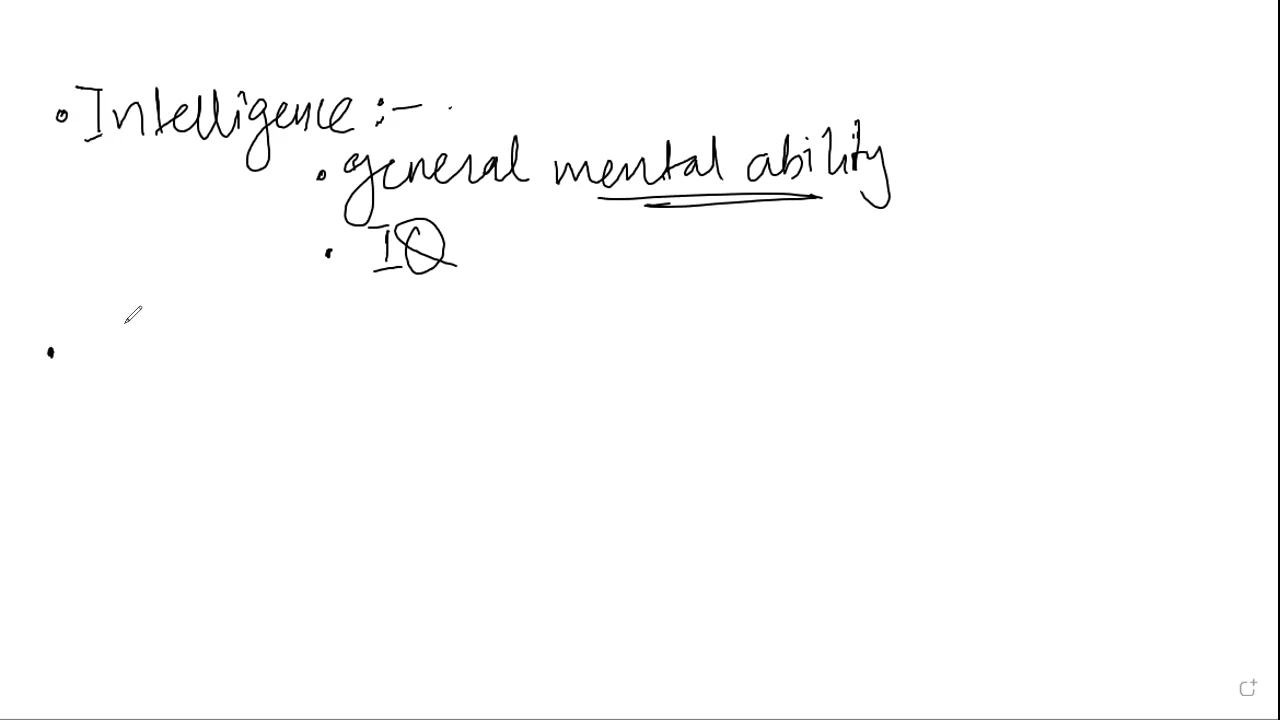 • Intelligence :-
• general mental ability
• IQ
•